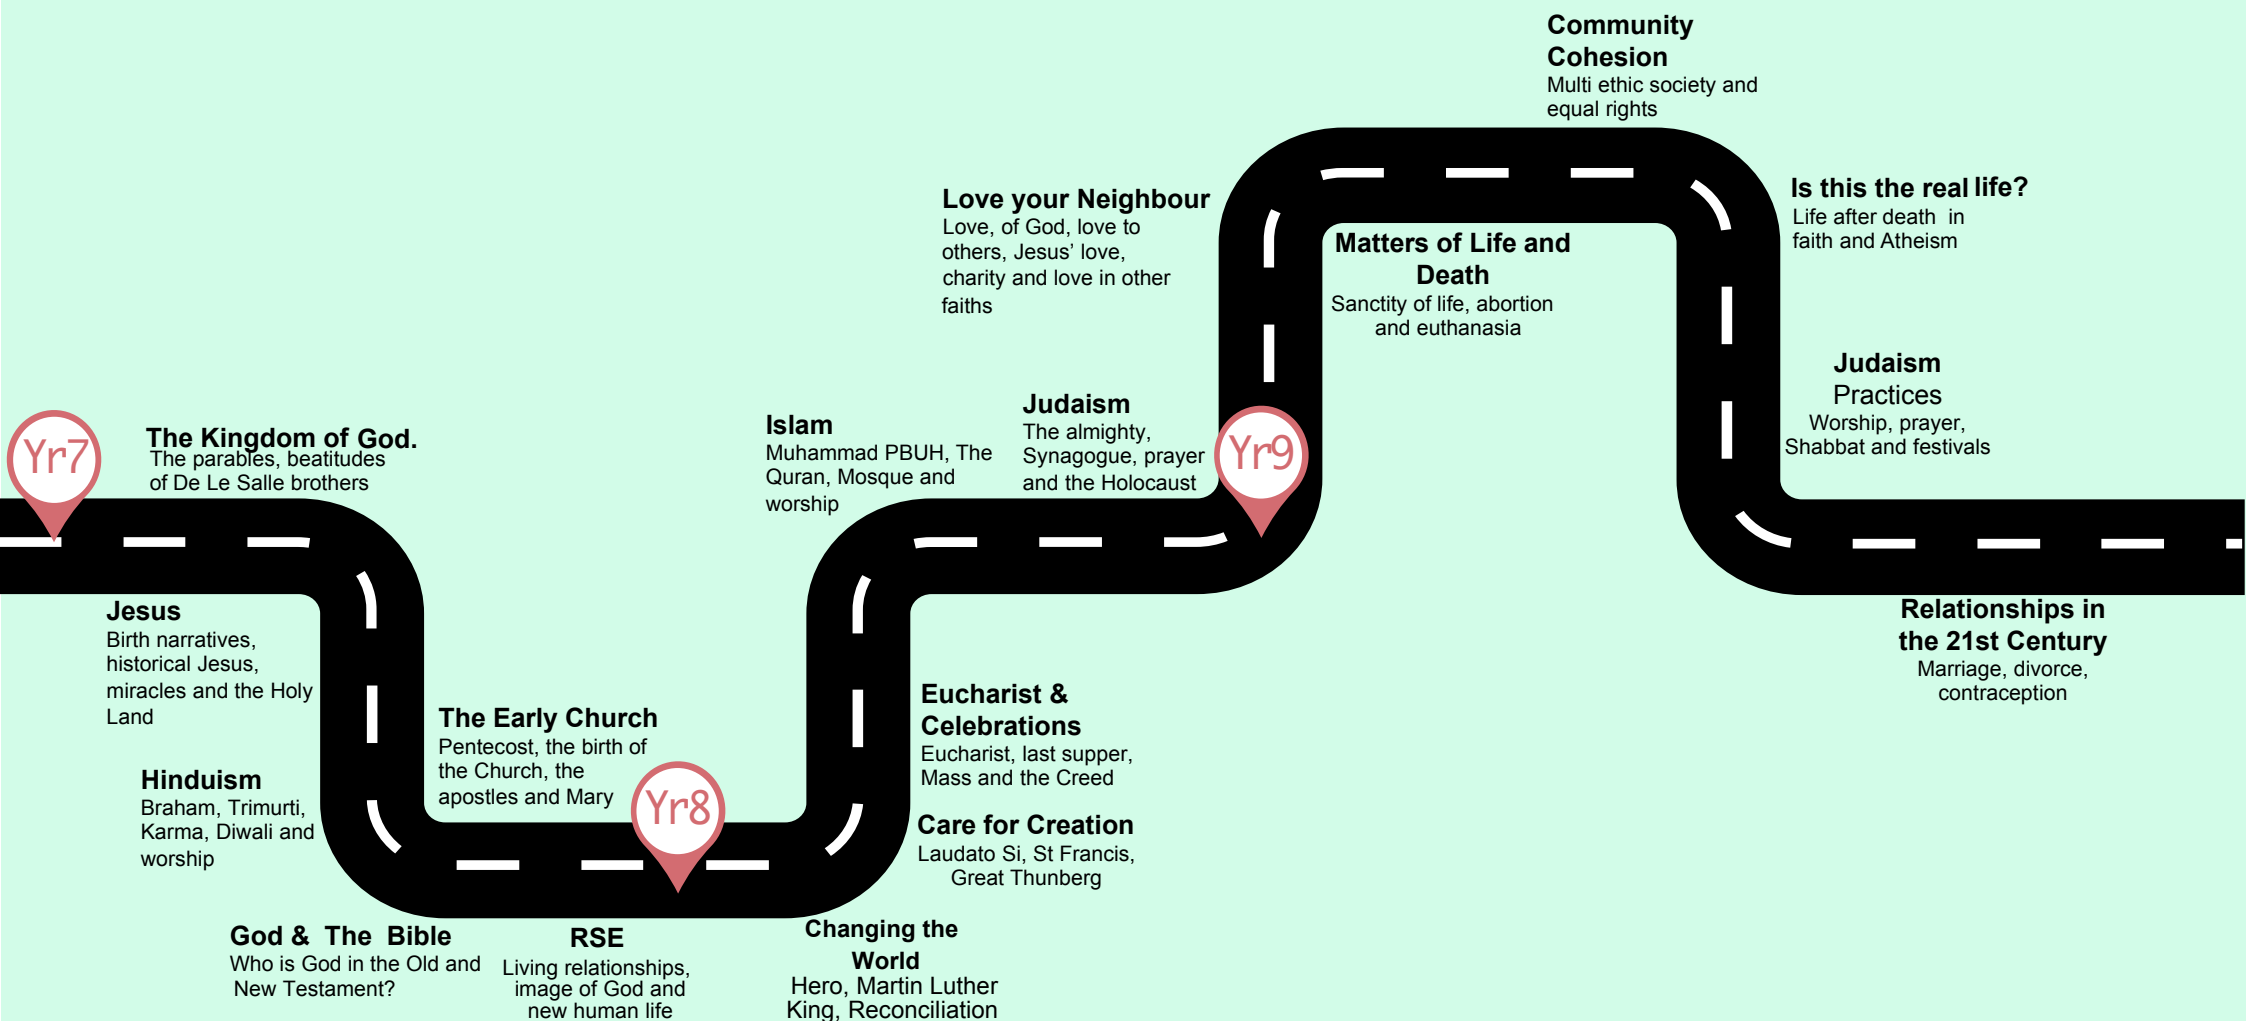 Yr7
The Kingdom of God.
The parables, beatitudes
of De Le Salle brothers
Jesus
Birth narratives,
historical Jesus,
miracles and the Holy
Land
Hinduism
Braham, Trimurti,
Karma, Diwali and
worship
God & The Bible
Who is God in the Old and
New Testament?
The Early Church
Pentecost, the birth of
the Church, the
apostles and Mary
RSE
Living relationships,
image of God and
new human life
Yr8
Changing the
World
Hero, Martin Luther
King, Reconciliation
Care for Creation
Laudato Si, St Francis,
Great Thunberg
Eucharist &
Celebrations
Eucharist, last supper,
Mass and the Creed
Islam
Muhammad PBUH, The
Quran, Mosque and
worship
Judaism
The almighty,
Synagogue, prayer
and the Holocaust
Yr9
Love your Neighbour
Love, of God, love to
others, Jesus’ love,
charity and love in other
faiths
Matters of Life and
Death
Sanctity of life, abortion
and euthanasia
Community
Cohesion
Multi ethic society and
equal rights
Is this the real life?
Life after death in
faith and Atheism
Judaism
Practices
Worship, prayer,
Shabbat and festivals
Relationships in
the 21st Century
Marriage, divorce,
contraception